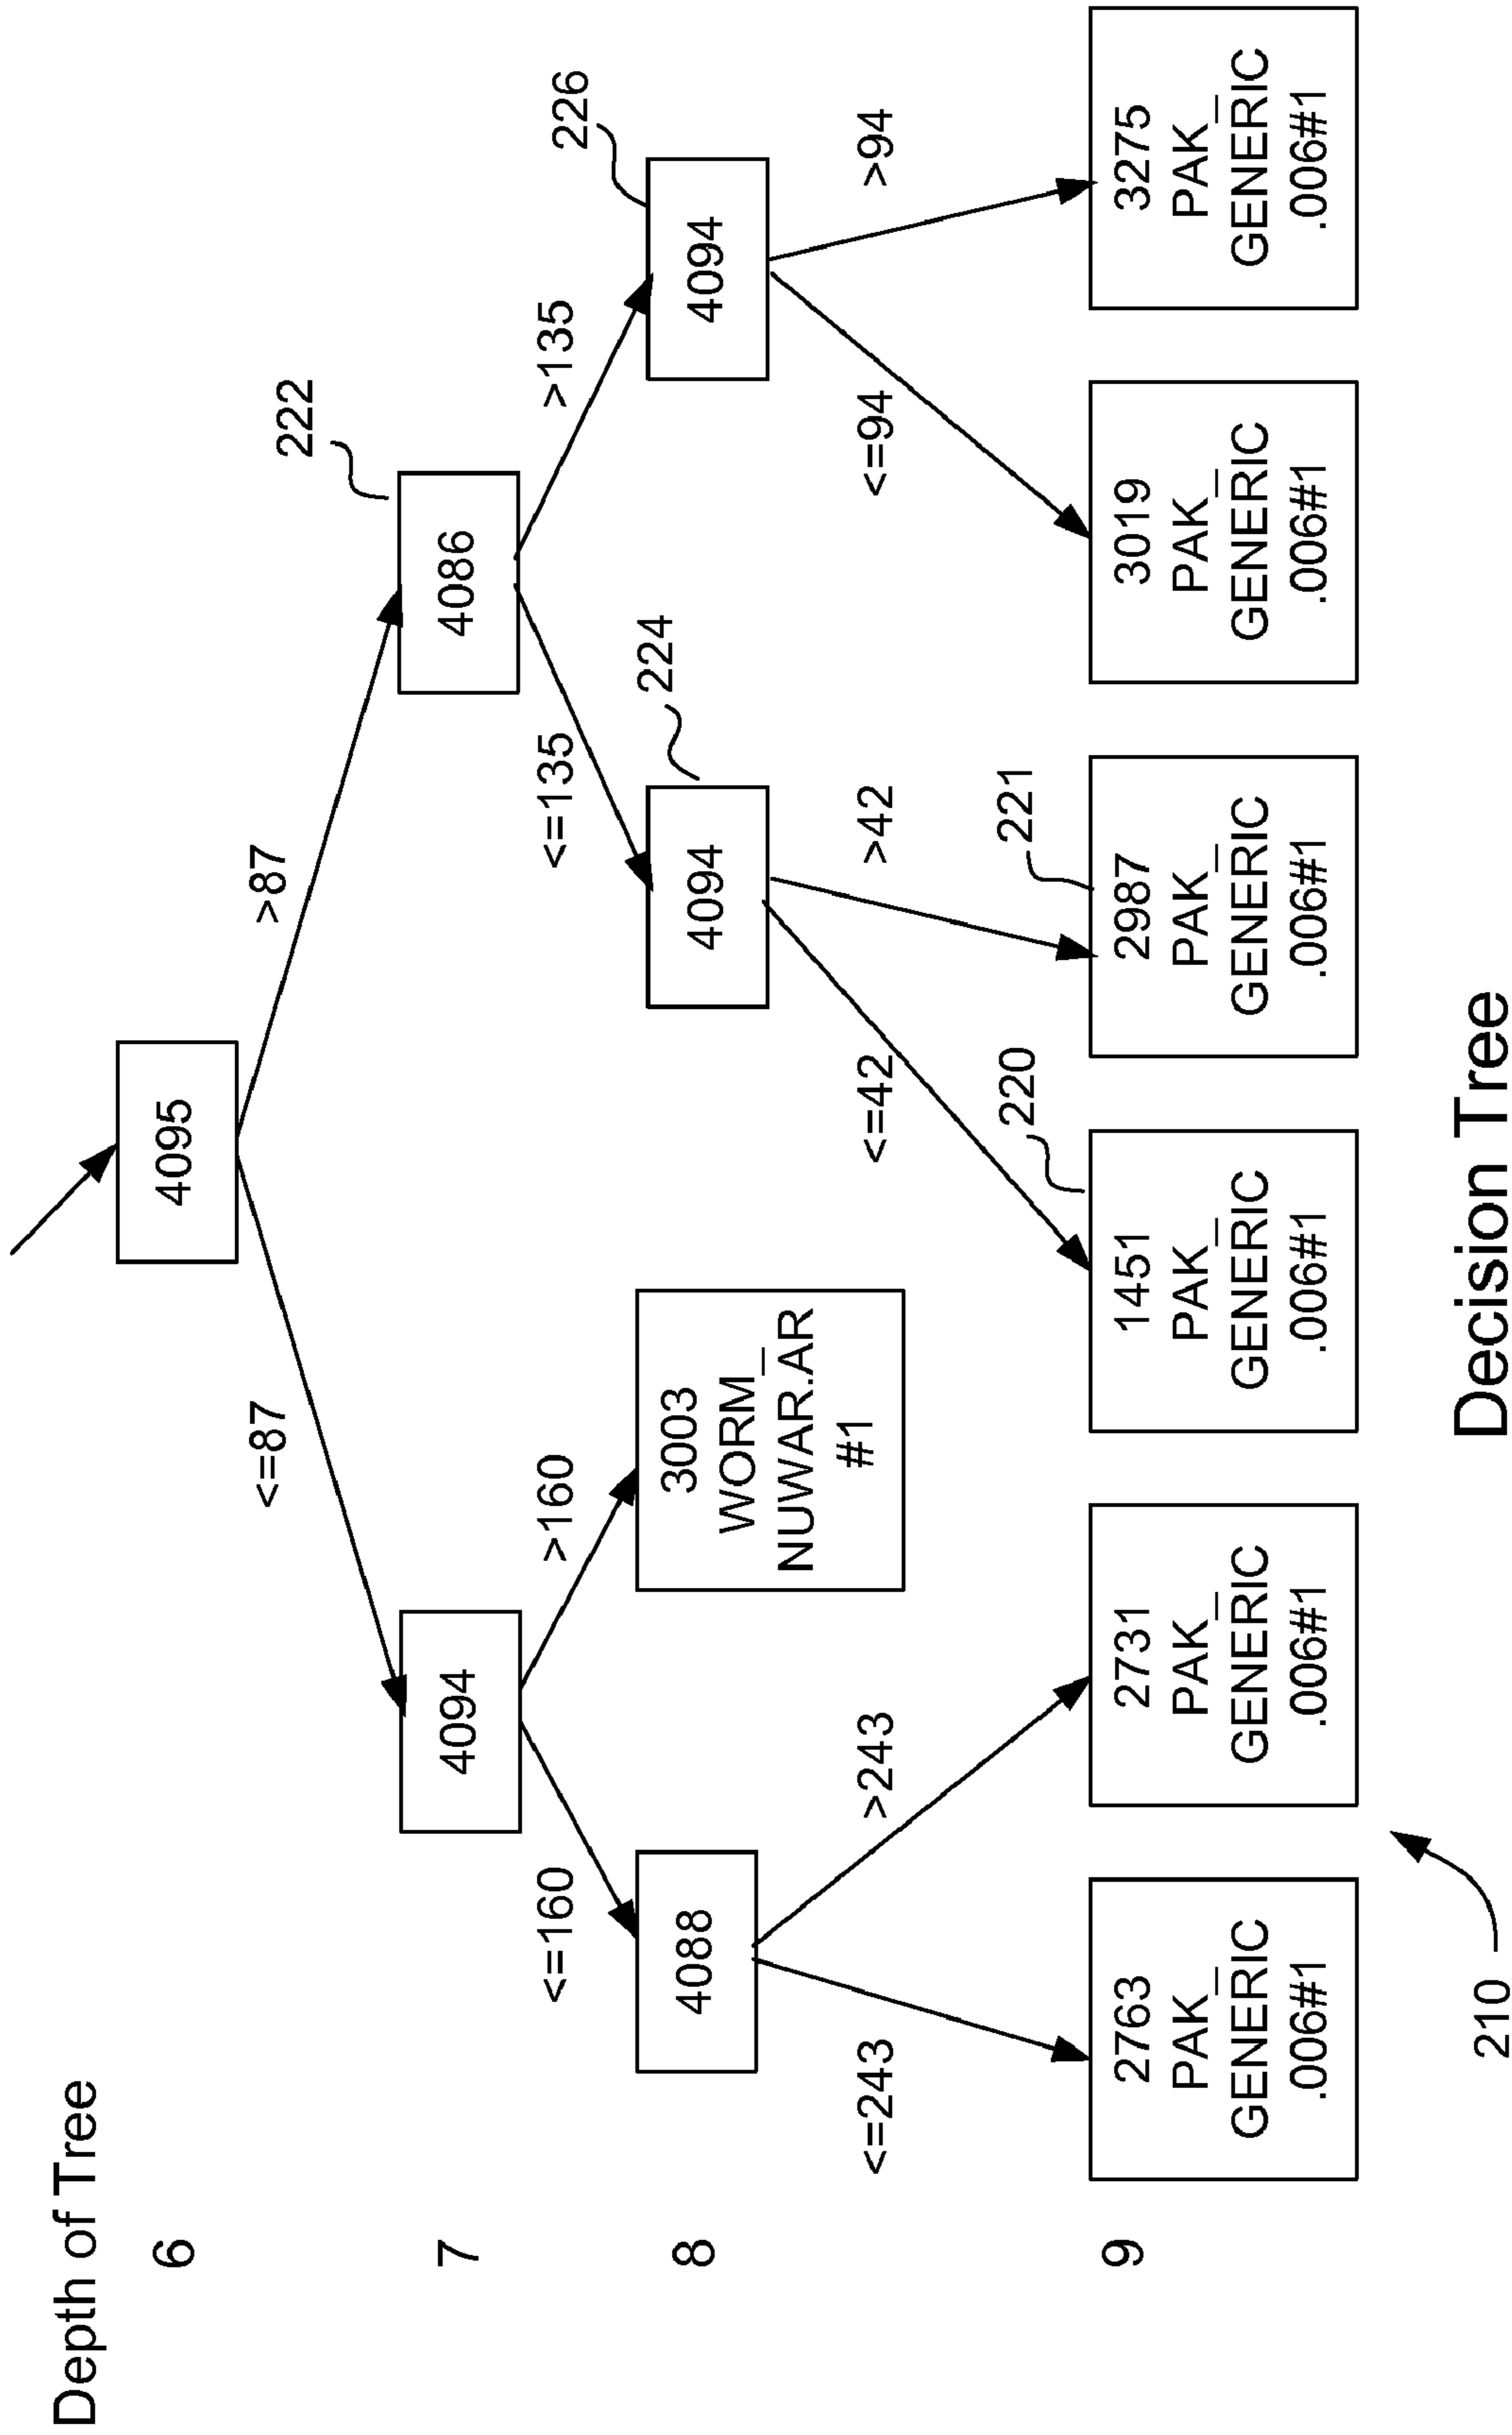 Depth of Tree
6
4095
<=87
>87
222
7
4094
4086
<=160
>160
<=135
>135
224
226
8
4088
3003
WORM_
NUWAR.AR
#1
4094
4094
<=243
>243
<=42
>42
<=94
>94
220
221
9
2763
PAK_
GENERIC
.006#1
2731
PAK_
GENERIC
.006#1
1451
PAK_
GENERIC
.006#1
2987
PAK_
GENERIC
.006#1
3019
PAK_
GENERIC
.006#1
3275
PAK_
GENERIC
.006#1
210
Decision Tree